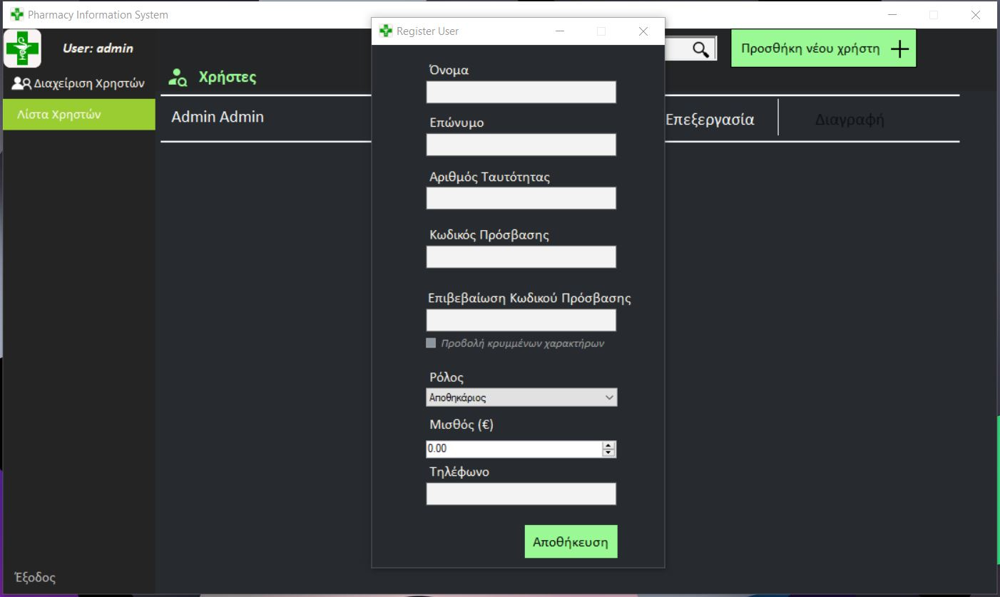 Pharmacy Information System
User: admin
Διαχείριση Χρηστών
Λίστα Χρηστών
Έξοδος
Χρήστες
Προσθήκη νέου χρήστη
Admin Admin
Επεξεργασία
Διαγραφή
Register User
Όνομα
Επώνυμο
Αριθμός Ταυτότητας
Κωδικός Πρόσβασης
Επιβεβαίωση Κωδικού Πρόσβασης
Προβολή κρυμμένων χαρακτήρων
Ρόλος
Αποθηκάριος
Μισθός (€)
0.00
Τηλέφωνο
Αποθήκευση